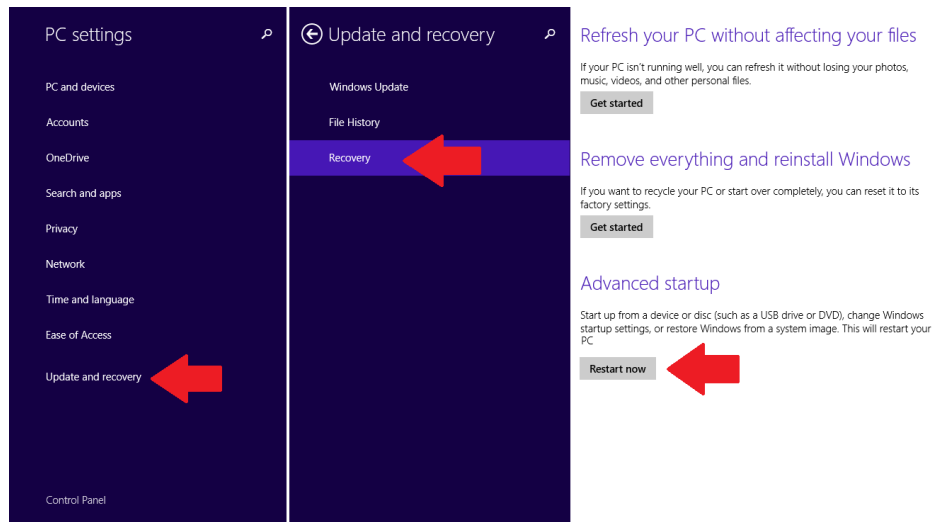 PC settings
PC and devices
Accounts
OneDrive
Search and apps
Privacy
Network
Time and language
Ease of Access
Update and recovery
Control Panel
Update and recovery
Windows Update
File History
Recovery
Refresh your PC without affecting your files
If your PC isn't running well, you can refresh it without losing your photos,
music, videos, and other personal files.
Get started
Remove everything and reinstall Windows
If you want to recycle your PC or start over completely, you can reset it to its
factory settings.
Get started
Advanced startup
Start up from a device or disc (such as a USB drive or DVD), change Windows
startup settings, or restore Windows from a system image. This will restart your
PC
Restart now